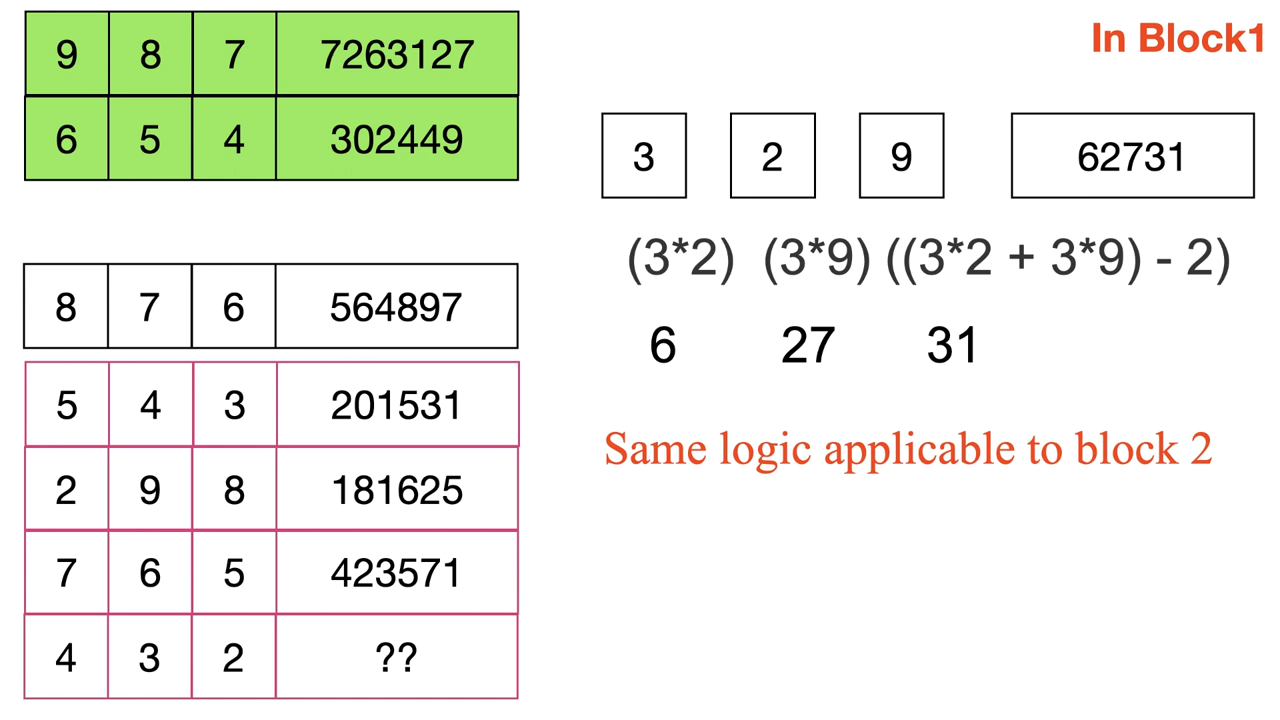 9 8 7 7263127
6 5 4 302449
8 7 6 564897
5 4 3 201531
2 9 8 181625
7 6 5 423571
4 3 2 ??
In Block1
3 2 9 62731
(3*2) (3*9) ((3*2 + 3*9) - 2)
6 27 31
Same logic applicable to block 2